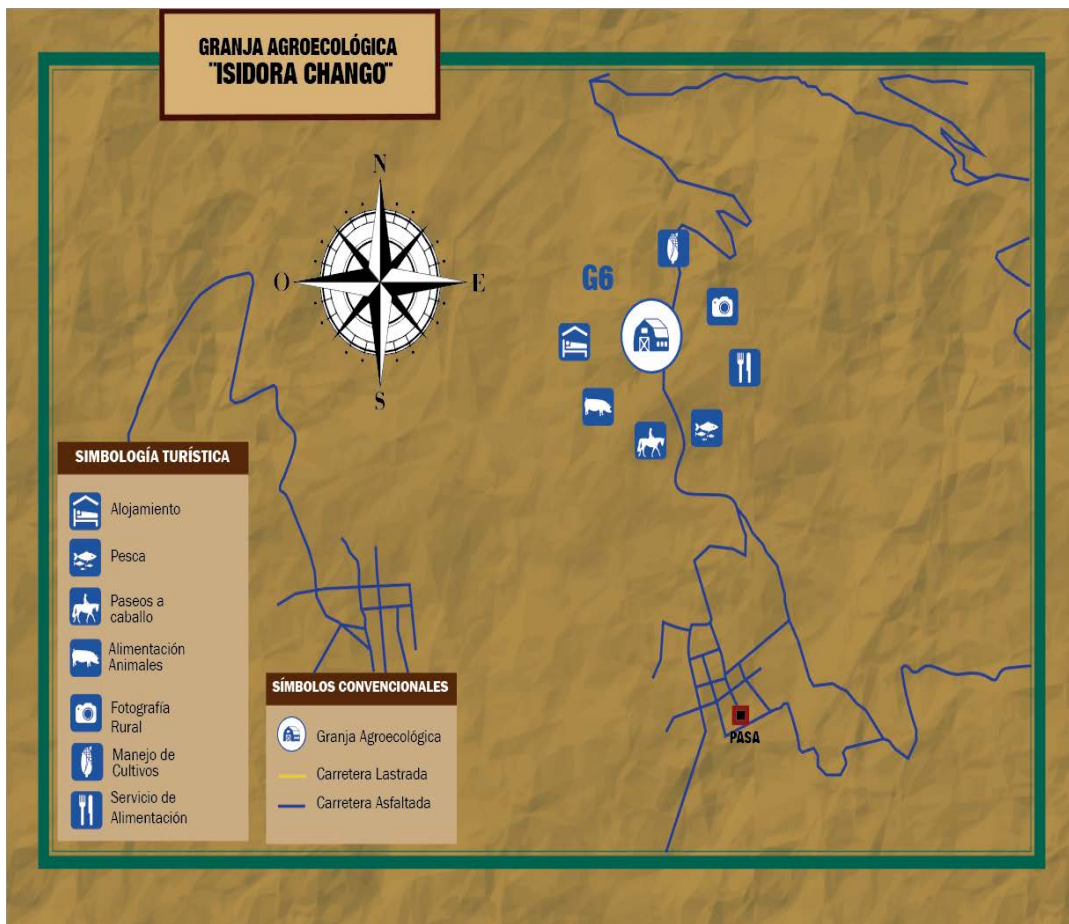 GRANJA AGROECOLÓGICA
¨ISIDORA CHANGO¨
N
O
E
S
G6
SIMBOLOGÍA TURÍSTICA
Alojamiento
Pesca
Paseos a
caballo
Alimentación
Animales
Fotografía
Rural
Manejo de
Cultivos
Servicio de
Alimentación
SÍMBOLOS CONVENCIONALES
Granja Agroecológica
Carretera Lastrada
Carretera Asfaltada
PASA